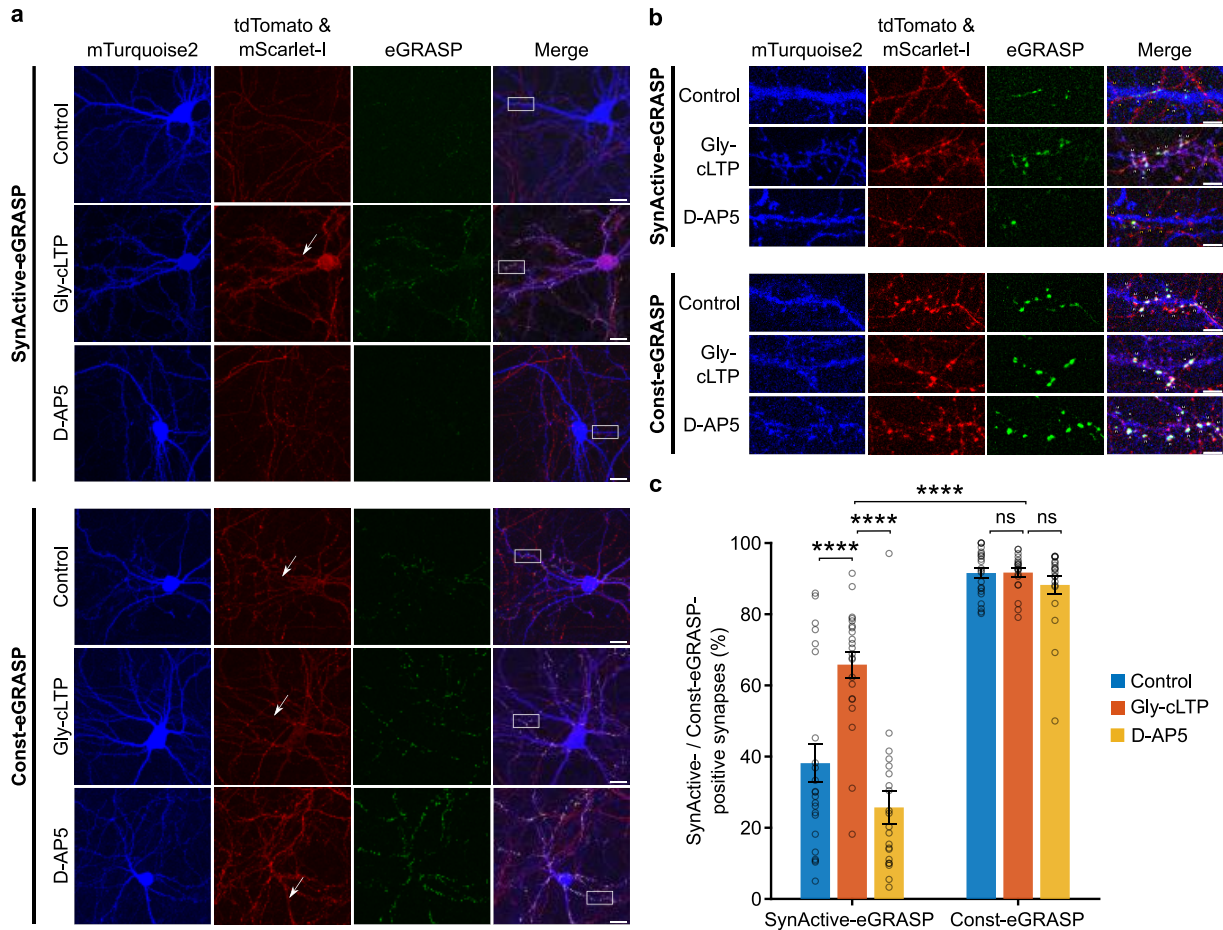 a
mTurquoise2
tdTomato &
mScarlet-I
eGRASP
Merge
SynActive-eGRASP
Control
Gly-cLTP
D-AP5
Const-eGRASP
Control
Gly-cLTP
D-AP5
b
mTurquoise2
tdTomato &
mScarlet-I
eGRASP
Merge
SynActive-eGRASP
Control
Gly-
cLTP
D-AP5
Const-eGRASP
Control
Gly-
cLTP
D-AP5
c
SynActive- / Const-eGRASP-
positive synapses (%)
100
80
60
40
20
0
****
****
****
ns
ns
SynActive-eGRASP
Const-eGRASP
Control
Gly-cLTP
D-AP5